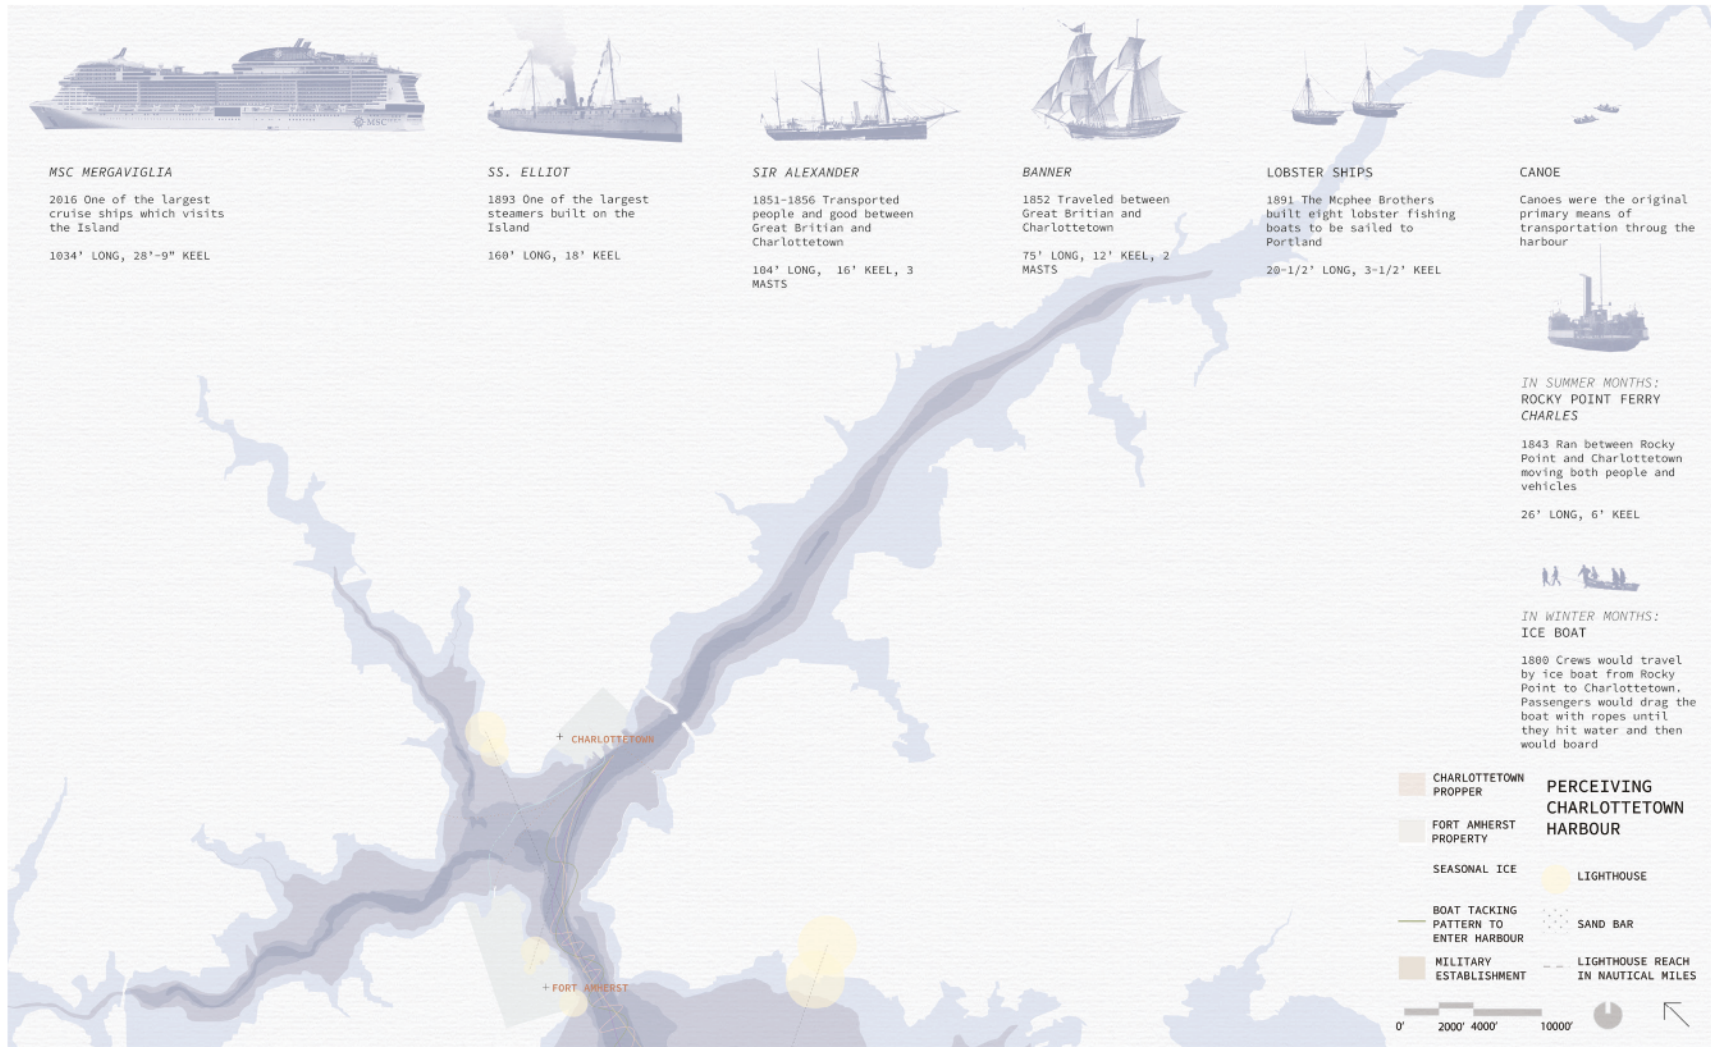 MSC
MSC MERGAVIGLIA
2016 One of the largest
cruise ships which visits
the Island
1034' LONG, 28'-9" KEEL
SS. ELLIOT
1893 One of the largest
steamers built on the
Island
160' LONG, 18' KEEL
SIR ALEXANDER
1851-1856 Transported
people and good between
Great Britian and
Charlottetown
104' LONG, 16' KEEL, 3
MASTS
BANNER
1852 Traveled between
Great Britian and
Charlottetown
75' LONG, 12' KEEL, 2
MASTS
LOBSTER SHIPS
1891 The Mcphee Brothers
built eight lobster fishing
boats to be sailed to
Portland
20-1/2' LONG, 3-1/2' KEEL
CANOE
Canoes were the original
primary means of
transportation throug the
harbour
IN SUMMER MONTHS:
ROCKY POINT FERRY
CHARLES
1843 Ran between Rocky
Point and Charlottetown
moving both people and
vehicles
26' LONG, 6' KEEL
IN WINTER MONTHS:
ICE BOAT
1800 Crews would travel
by ice boat from Rocky
Point to Charlottetown.
Passengers would drag the
boat with ropes until
they hit water and then
would board
CHARLOTTETOWN
FORT AMHERST
PERCEIVING
CHARLOTTETOWN
HARBOUR
CHARLOTTETOWN
PROPPER
FORT AMHERST
PROPERTY
SEASONAL ICE
BOAT TACKING
PATTERN TO
ENTER HARBOUR
MILITARY
ESTABLISHMENT
LIGHTHOUSE
SAND BAR
LIGHTHOUSE REACH
IN NAUTICAL MILES
0' 2000' 4000' 10000'